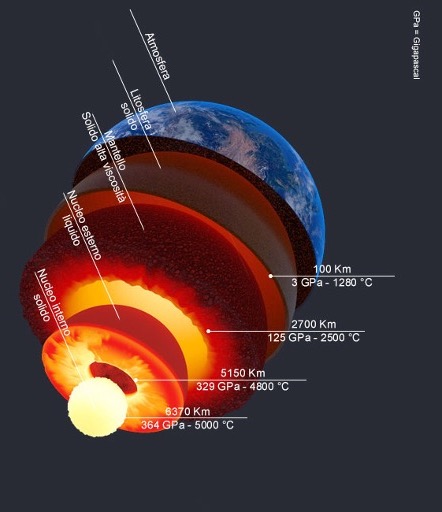 GPa = Gigapascal
Atmosfera
Litosfera
solido
Mantello
Solido alta viscosità
Nucleo esterno
liquido
Nucleo interno
solido
100 Km
3 GPa - 1280 °C
2700 Km
125 GPa - 2500 °C
5150 Km
329 GPa - 4800 °C
6370 Km
364 GPa - 5000 °C